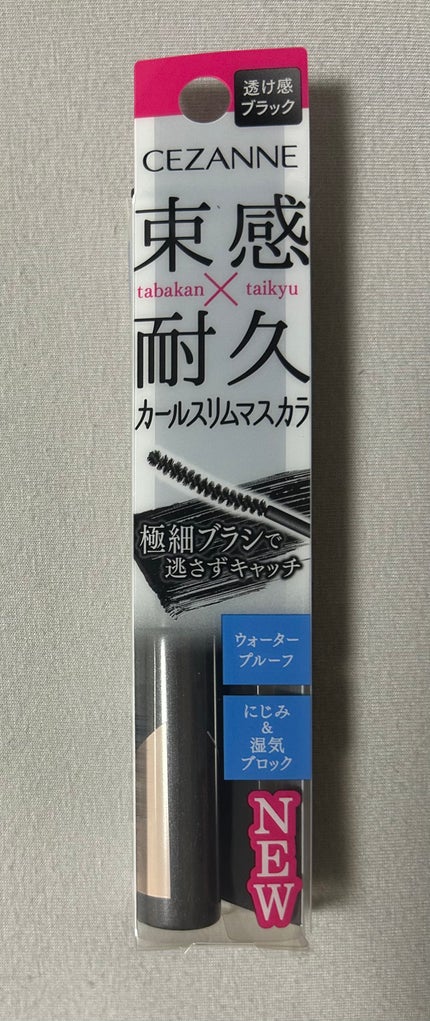 透け感
ブラック
CEZANNE
束感
tabakan × taikyu
耐久
カールスリムマスカラ
極細ブラシで
逃さずキャッチ
ウォーター
プルーフ
にじみ
&
湿気
ブロック
NEW